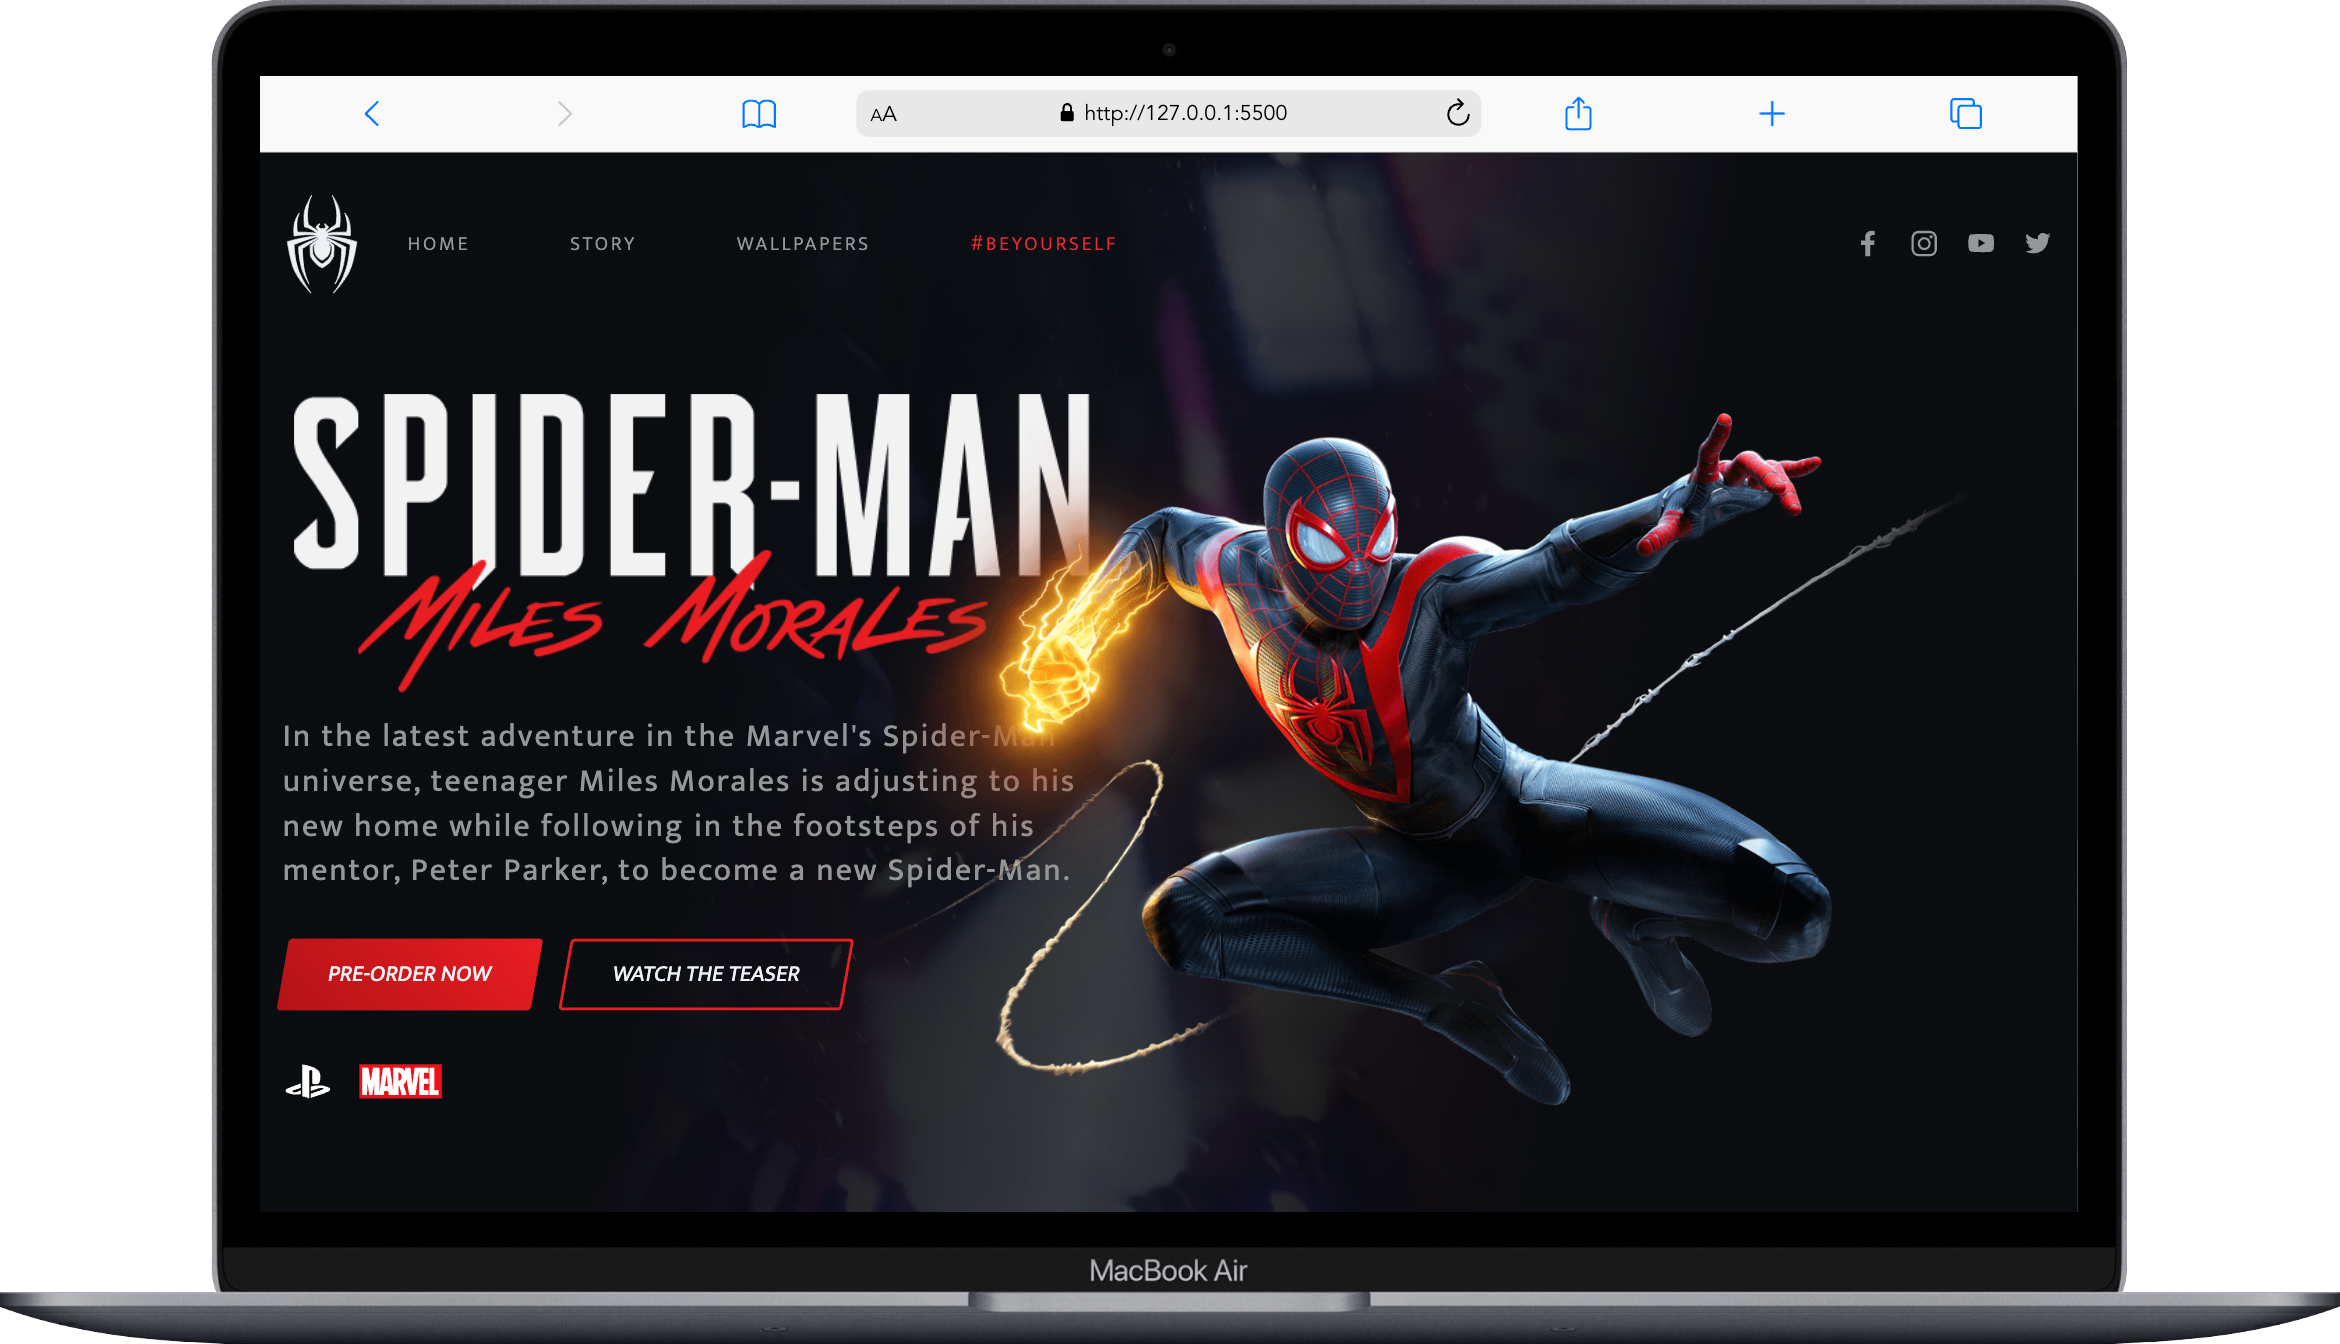 AA http://127.0.0.1:5500
HOME STORY WALLPAPERS #BEYOURSELF
SPIDER-MAN
MILES MORALES
In the latest adventure in the Marvel's Spider-Man
universe, teenager Miles Morales is adjusting to his
new home while following in the footsteps of his
mentor, Peter Parker, to become a new Spider-Man.
PRE-ORDER NOW WATCH THE TEASER
MARVEL
MacBook Air